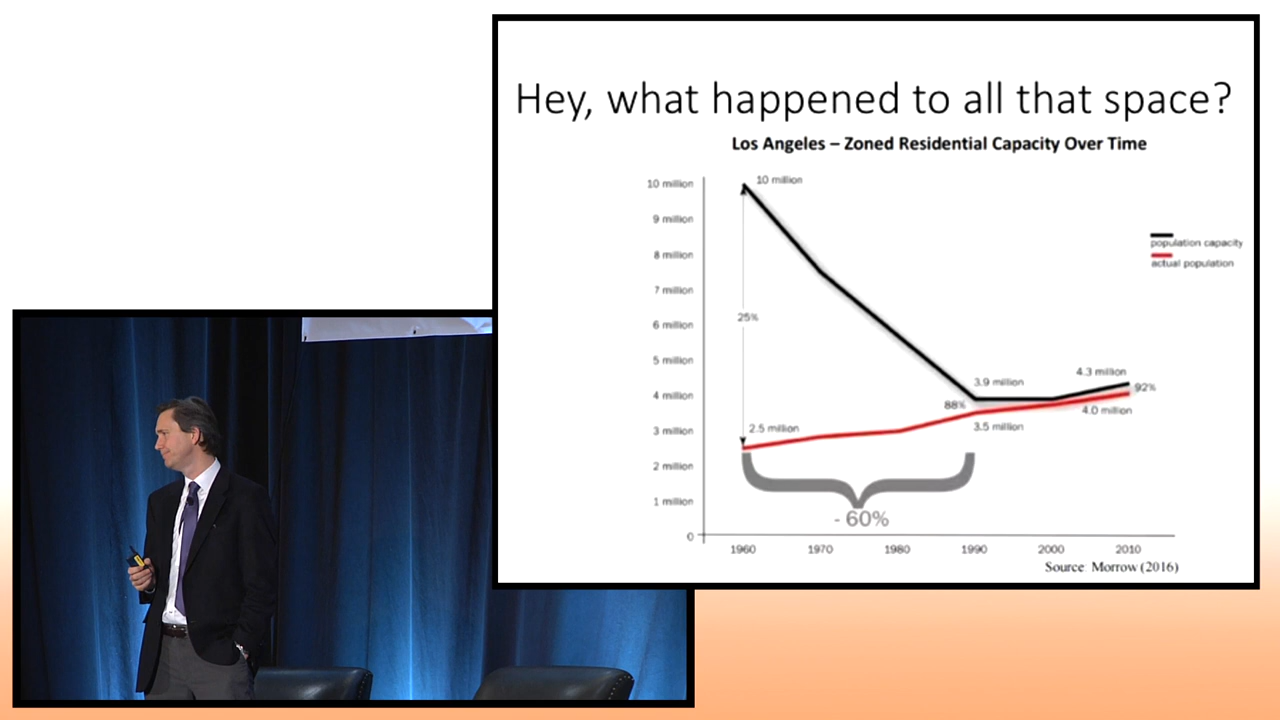 Hey, what happened to all that space?
Los Angeles – Zoned Residential Capacity Over Time
10 million
10 million
9 million
8 million
population capacity
actual population
7 million
25%
6 million
5 million
4.3 million
3.9 million
92%
4 million
88%
4.0 million
2.5 million
3.5 million
3 million
2 million
1 million
- 60%
0
1960 1970 1980 1990 2000 2010
Source: Morrow (2016)